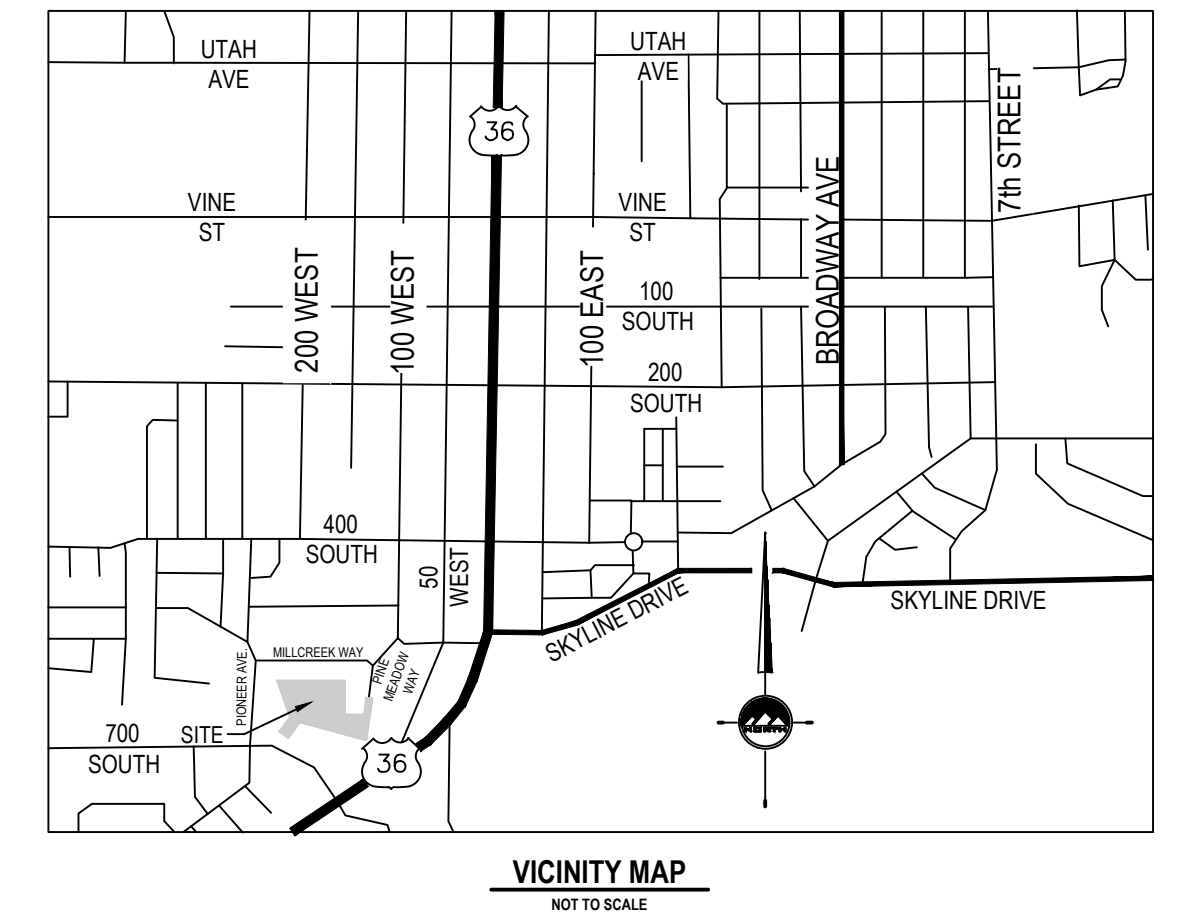 UTAH
AVE
UTAH
AVE
36
7th STREET
BROADWAY AVE
VINE
ST
VINE
ST
200 WEST
100 WEST
100 EAST
100
SOUTH
200
SOUTH
400
SOUTH
50
WEST
SKYLINE DRIVE
SKYLINE DRIVE
MILLCREEK WAY
PINE
MEADOW
WAY
PIONEER AVE.
SITE
700
SOUTH
36
NORTH
VICINITY MAP
NOT TO SCALE